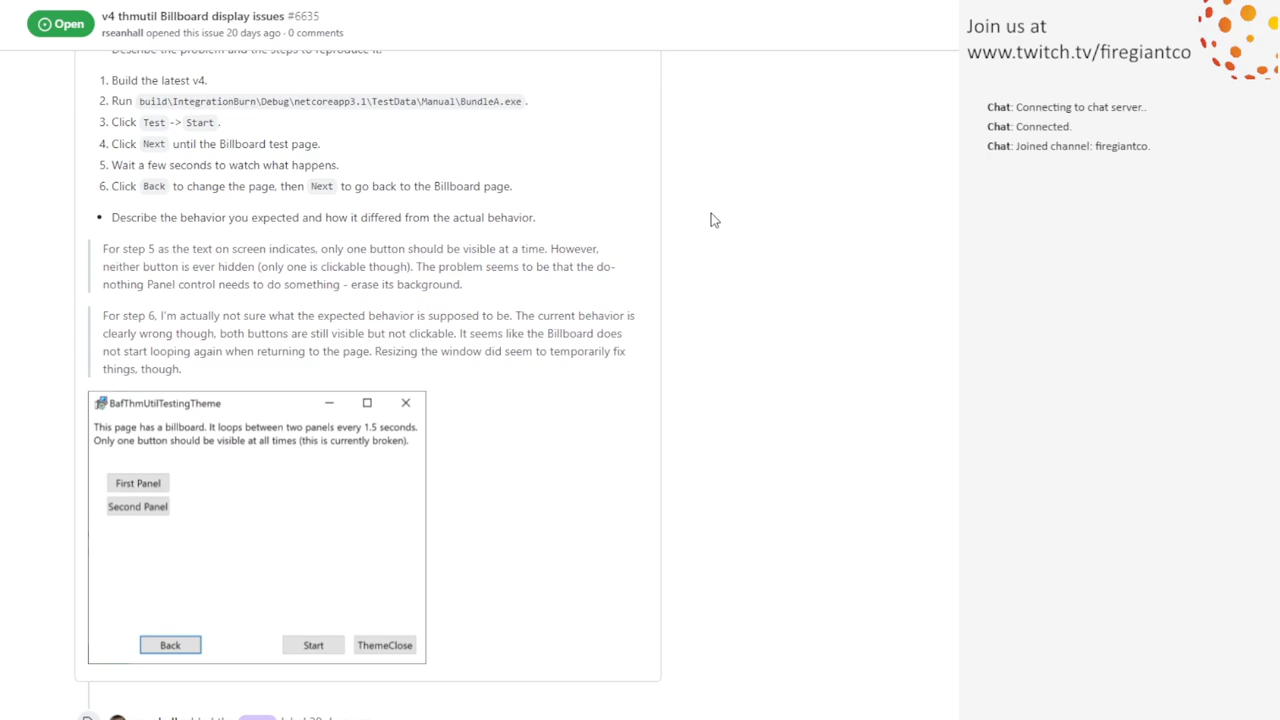 Open
v4 thmutil Billboard display issues #6635
rseanhall opened this issue 20 days ago · 0 comments
Describe the problem and the steps to reproduce it.
1. Build the latest v4.
2. Run build\IntegrationBurn\Debug\netcoreapp3.1\TestData\Manual\BundleA.exe .
3. Click Test -> Start .
4. Click Next until the Billboard test page.
5. Wait a few seconds to watch what happens.
6. Click Back to change the page, then Next to go back to the Billboard page.
• Describe the behavior you expected and how it differed from the actual behavior.
For step 5 as the text on screen indicates, only one button should be visible at a time. However,
neither button is ever hidden (only one is clickable though). The problem seems to be that the do-
nothing Panel control needs to do something - erase its background.
For step 6, I'm actually not sure what the expected behavior is supposed to be. The current behavior is
clearly wrong though, both buttons are still visible but not clickable. It seems like the Billboard does
not start looping again when returning to the page. Resizing the window did seem to temporarily fix
things, though.
BafThmUtilTestingTheme
This page has a billboard. It loops between two panels every 1.5 seconds.
Only one button should be visible at all times (this is currently broken).
First Panel
Second Panel
Back
Start
ThemeClose
Join us at
www.twitch.tv/firegiantco
Chat: Connecting to chat server..
Chat: Connected.
Chat: Joined channel: firegiantco.